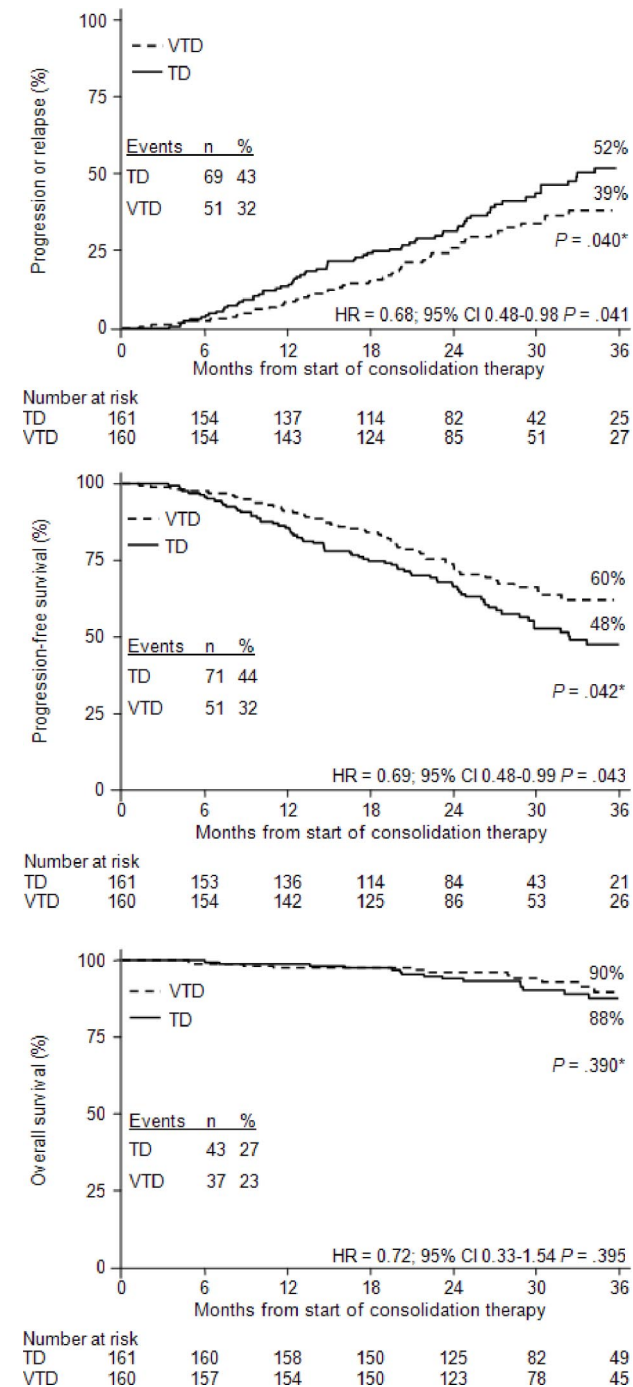 100
VTD
TD
75
Progression or relapse (%)
Events n %
TD 69 43
VTD 51 32
50
52%
39%
P = .040*
25
HR = 0.68; 95% CI 0.48-0.98 P = .041
0
0 6 12 18 24 30 36
Months from start of consolidation therapy
Number at risk
TD 161 154 137 114 82 42 25
VTD 160 154 143 124 85 51 27
100
VTD
TD
75
Progression-free survival (%)
60%
50
48%
Events n %
TD 71 44
VTD 51 32
P = .042*
25
HR = 0.69; 95% CI 0.48-0.99 P = .043
0
0 6 12 18 24 30 36
Months from start of consolidation therapy
Number at risk
TD 161 153 136 114 84 43 21
VTD 160 154 142 125 86 53 26
100
90%
VTD
TD
88%
75
P = .390*
Overall survival (%)
50
Events n %
TD 43 27
VTD 37 23
25
HR = 0.72; 95% CI 0.33-1.54 P = .395
0
0 6 12 18 24 30 36
Months from start of consolidation therapy
Number at risk
TD 161 160 158 150 125 82 49
VTD 160 157 154 150 123 78 45